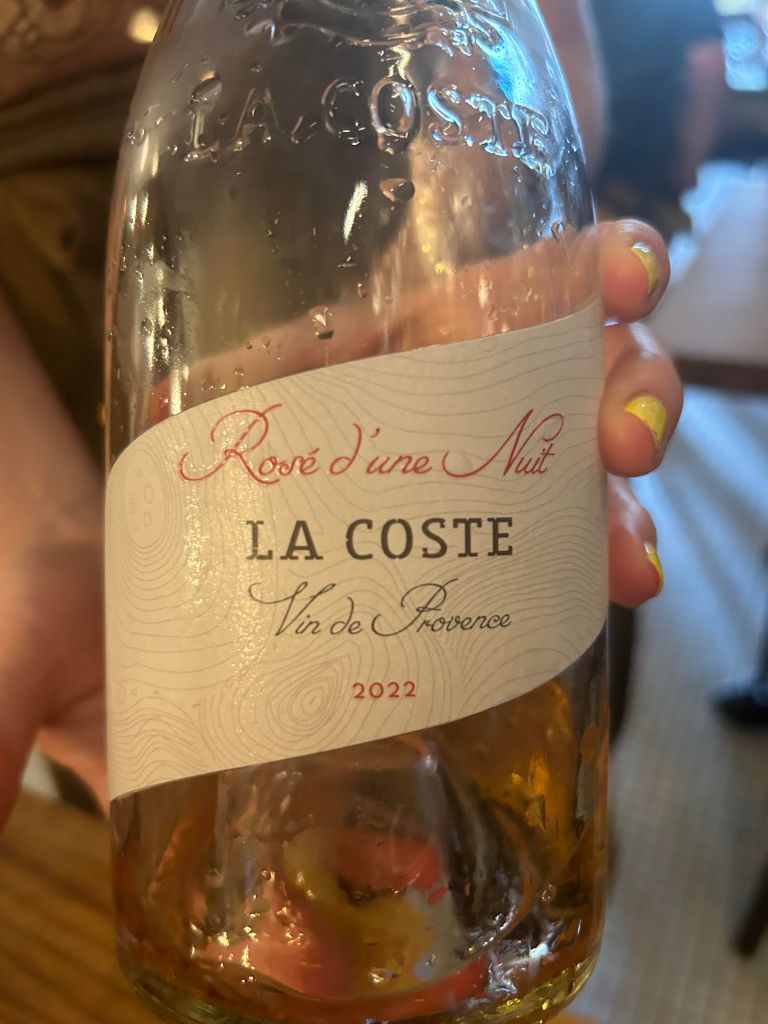 LA COSTE
Rosé d'une Nuit
LA COSTE
Vin de Provence
2022